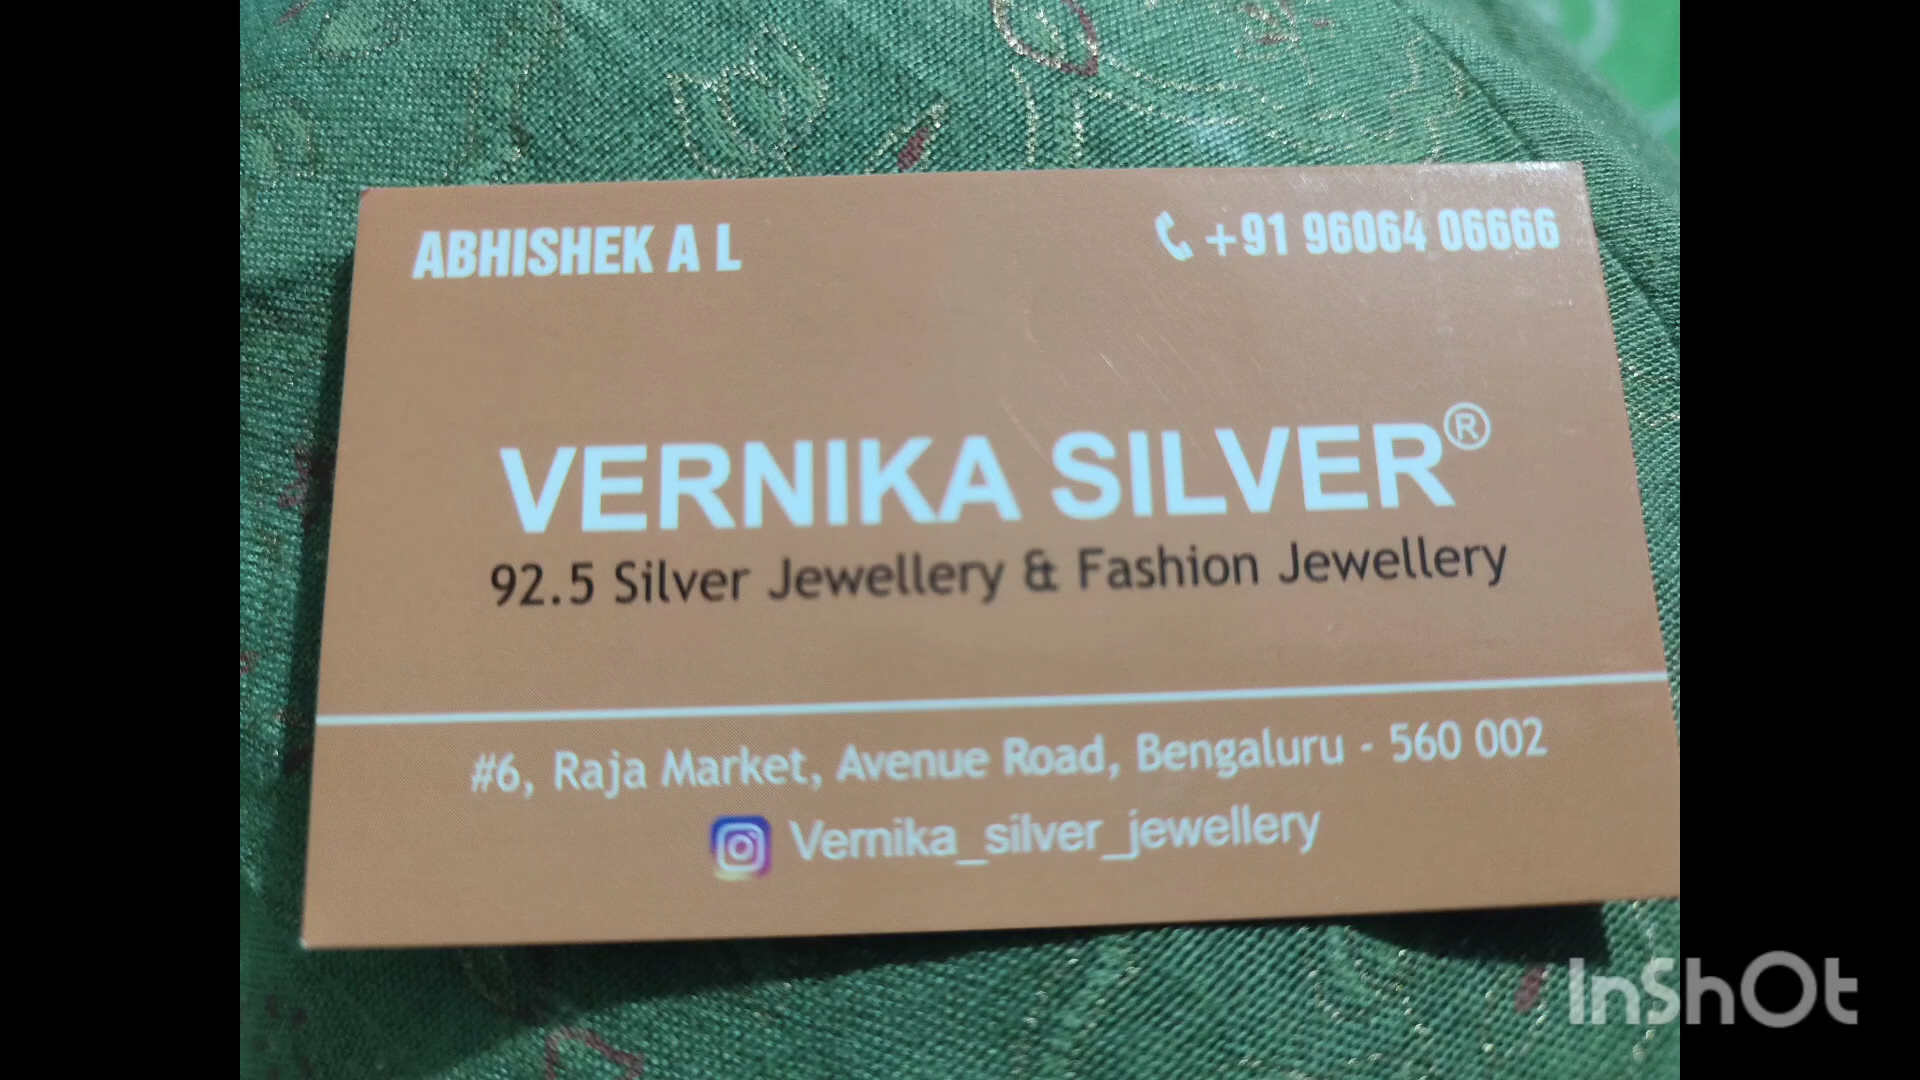 ABHISHEK A L
+91 96064 06666
VERNIKA SILVER®
92.5 Silver Jewellery & Fashion Jewellery
#6, Raja Market, Avenue Road, Bengaluru - 560 002
Vernika_silver_jewellery
InShOt